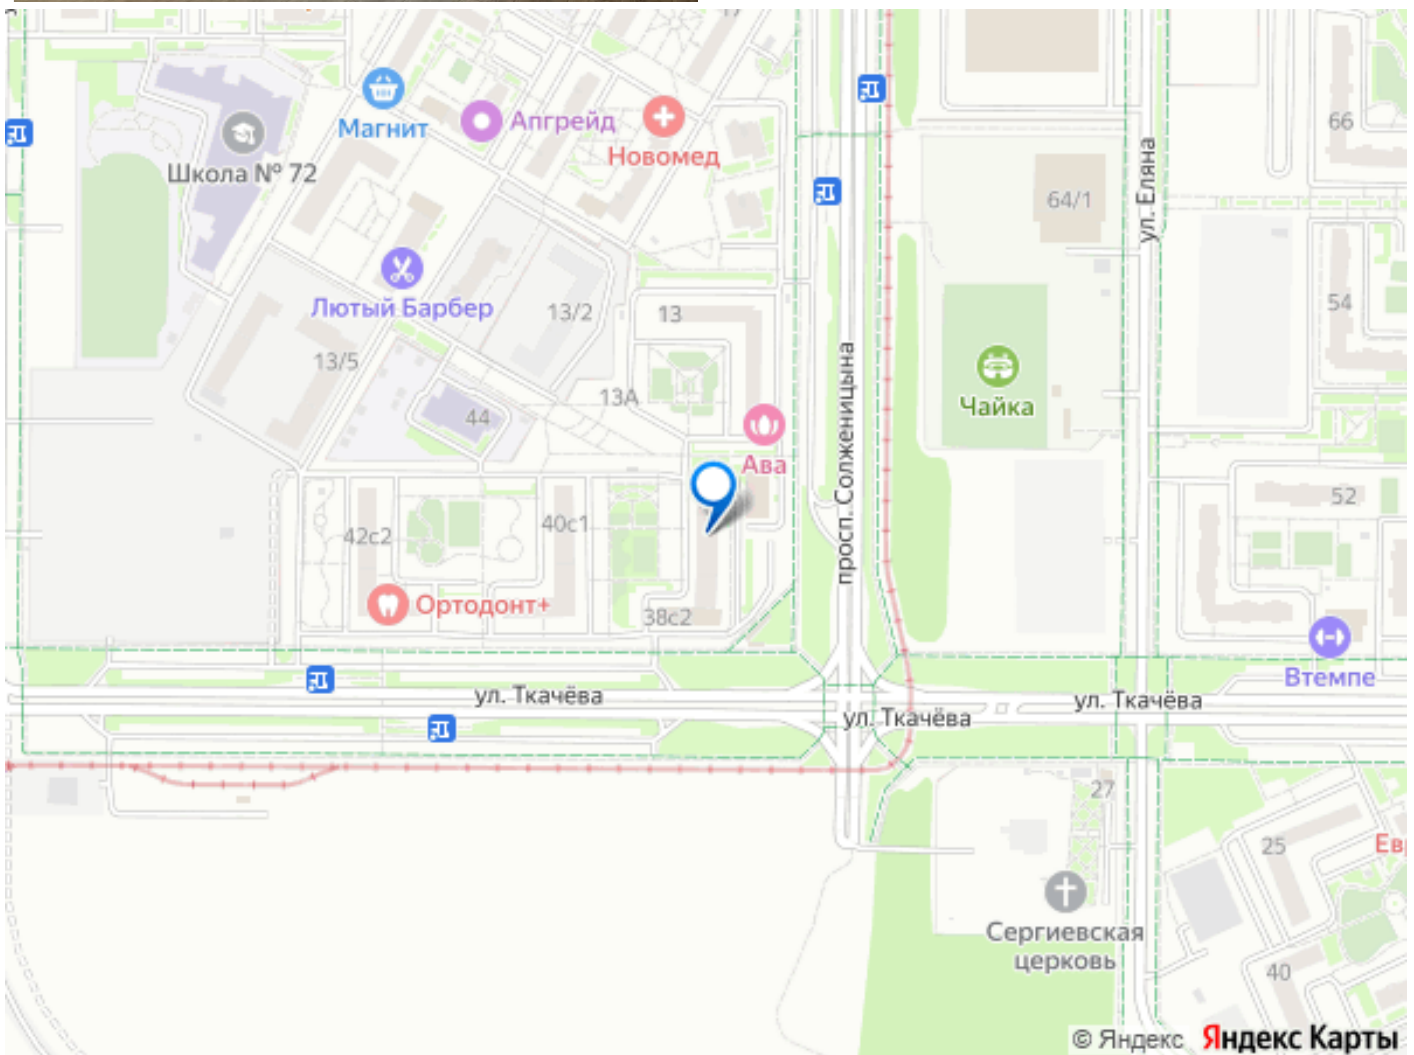 66
Магнит
Апгрейд
Новомед
Школа № 72
64/1
ул. Еляна
Лютый Барбер
13/2
13
54
13/5
просп. Солженицына
13А
Чайка
44
Ава
52
42с2
40с1
Ортодонт+
38с2
Втемпе
ул. Ткачёва
ул. Ткачёва
ул. Ткачёва
27
25
Сергиевская
церковь
40
© Яндекс Яндекс Карты